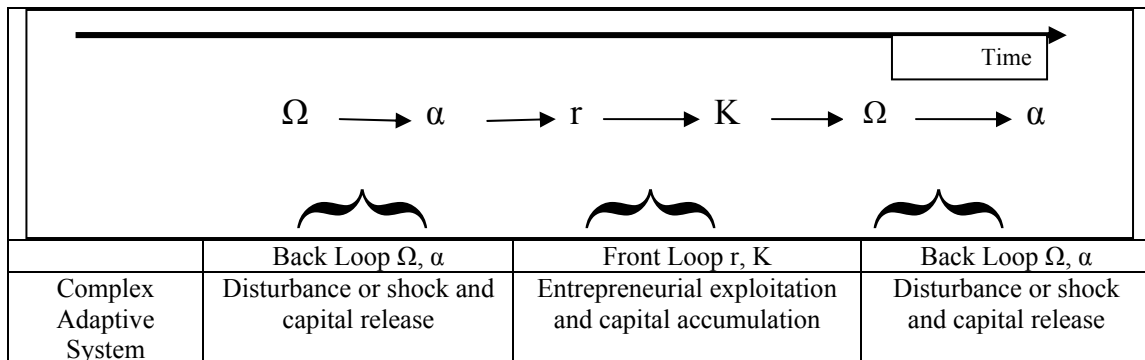 Time
Ω α r K Ω α
Back Loop Ω, α Front Loop r, K Back Loop Ω, α
Complex Disturbance or shock and Entrepreneurial exploitation Disturbance or shock
Adaptive capital release and capital accumulation and capital release
System